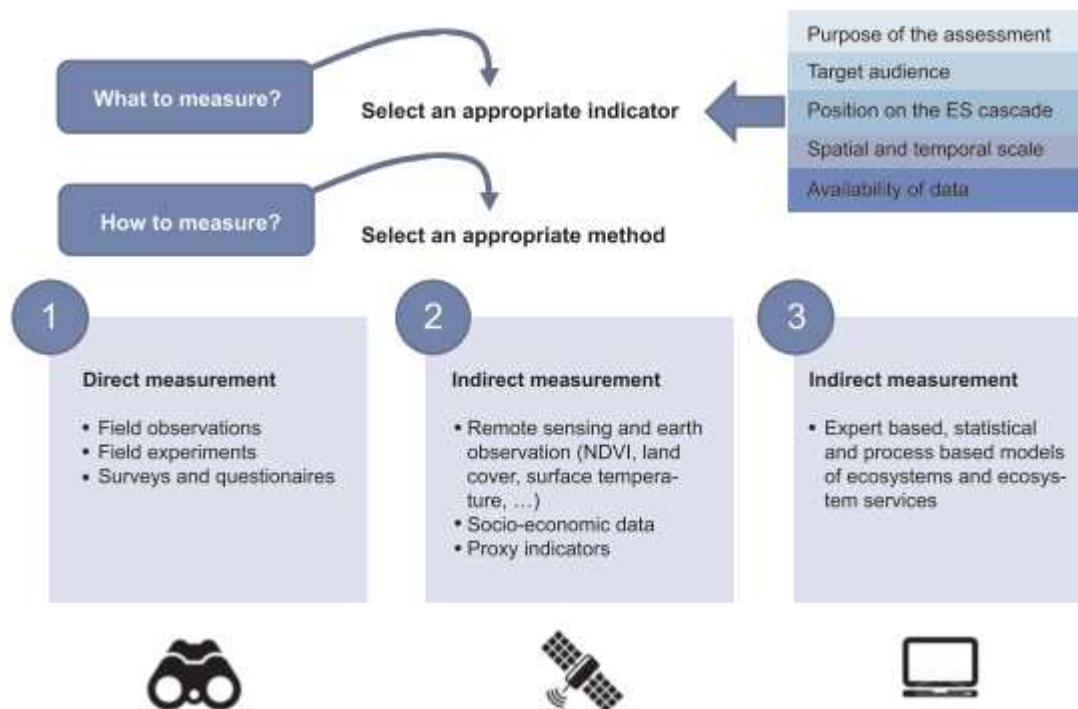 Purpose of the assessment
Target audience
Position on the ES cascade
Spatial and temporal scale
Availability of data
What to measure?
Select an appropriate indicator
How to measure?
Select an appropriate method
1
Direct measurement
• Field observations
• Field experiments
• Surveys and questionaires
2
Indirect measurement
• Remote sensing and earth
observation (NDVI, land
cover, surface tempera-
ture, ...)
• Socio-economic data
• Proxy indicators
3
Indirect measurement
• Expert based, statistical
and process based models
of ecosystems and ecosys-
tem services